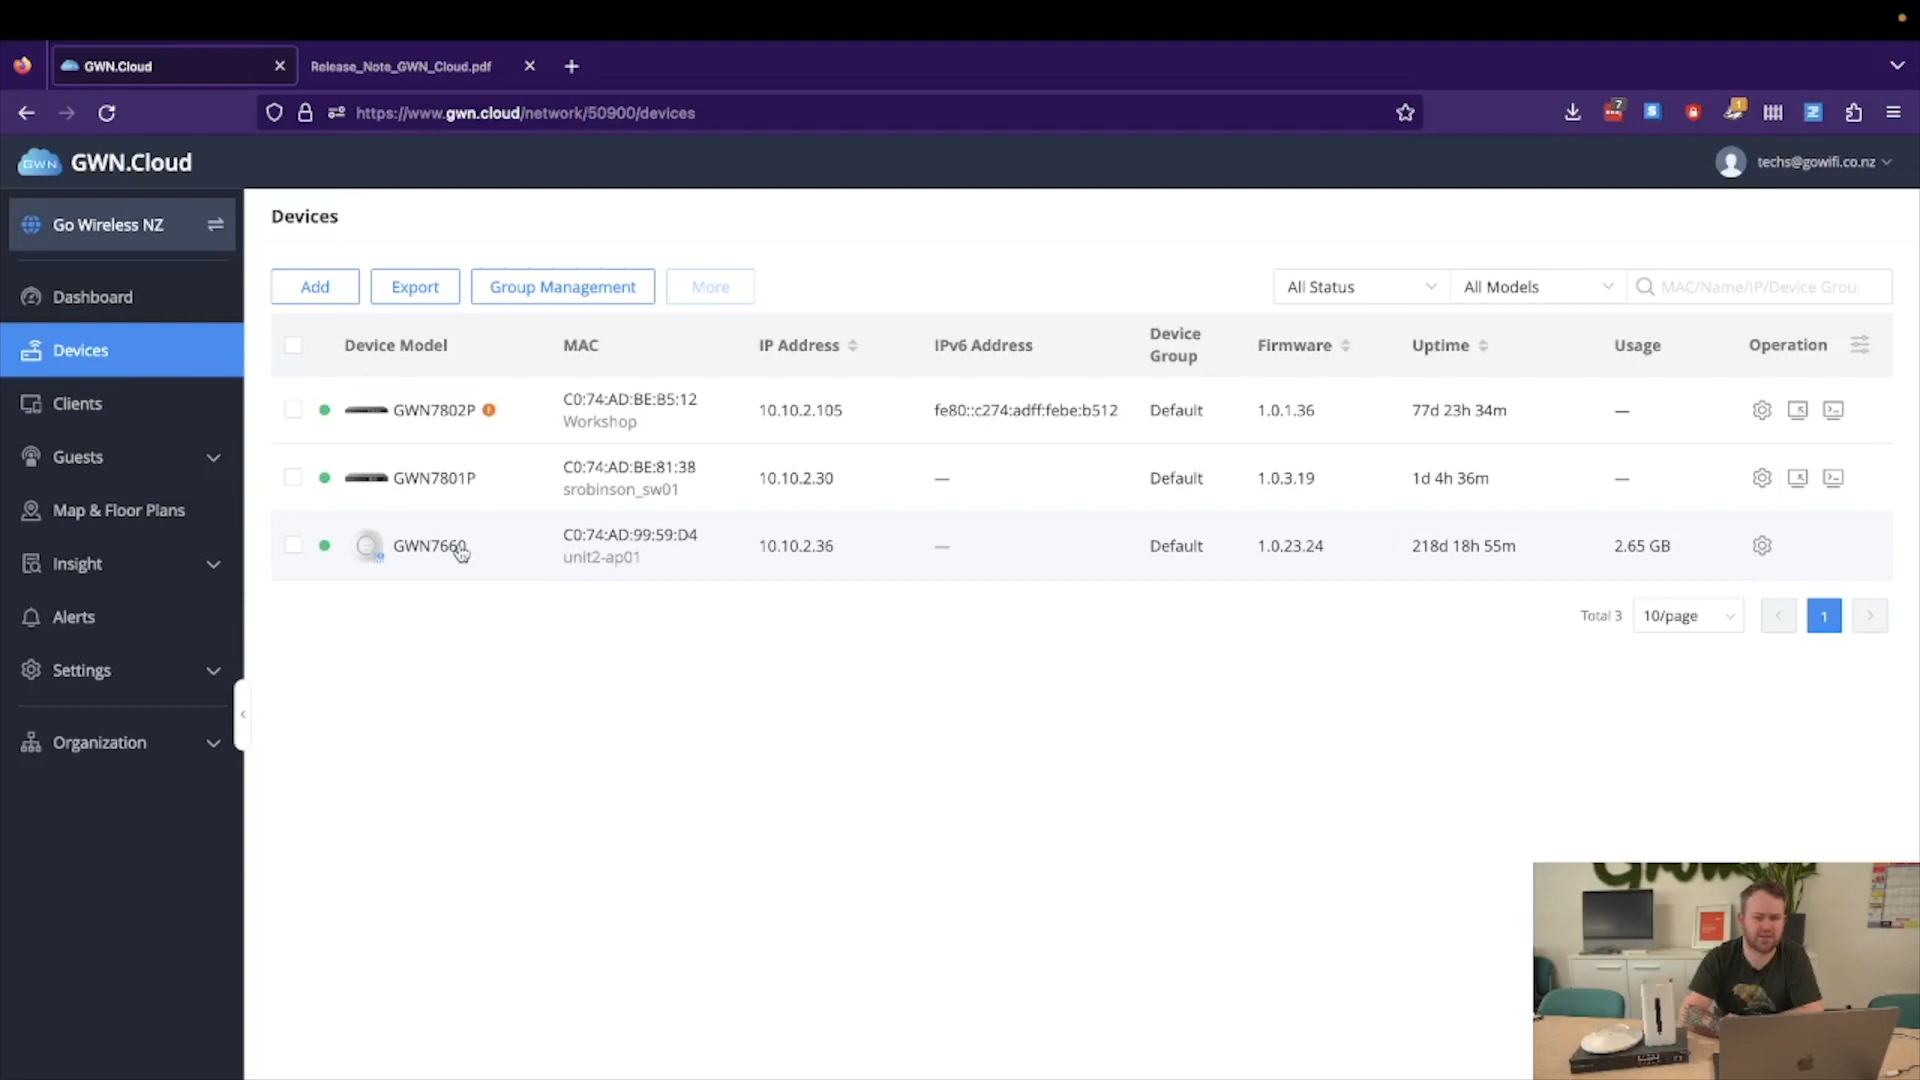 GWN.Cloud
Release_Note_GWN_Cloud.pdf
https://www.gwn.cloud/network/50900/devices
7
S
1
Z
GWN
GWN.Cloud
techs@gowifi.co.nz
Go Wireless NZ
Dashboard
Devices
Clients
Guests
Map & Floor Plans
Insight
Alerts
Settings
Organization
Devices
Add
Export
Group Management
More
All Status
All Models
MAC/Name/IP/Device Grou
Device Model
MAC
IP Address
IPv6 Address
Device Group
Firmware
Uptime
Usage
Operation
GWN7802P
C0:74:AD:BE:B5:12
Workshop
10.10.2.105
fe80::c274:adff:febe:b512
Default
1.0.1.36
77d 23h 34m
—
GWN7801P
C0:74:AD:BE:81:38
srobinson_sw01
10.10.2.30
—
Default
1.0.3.19
1d 4h 36m
—
GWN7660
C0:74:AD:99:59:D4
unit2-ap01
10.10.2.36
—
Default
1.0.23.24
218d 18h 55m
2.65 GB
Total 3
10/page
1